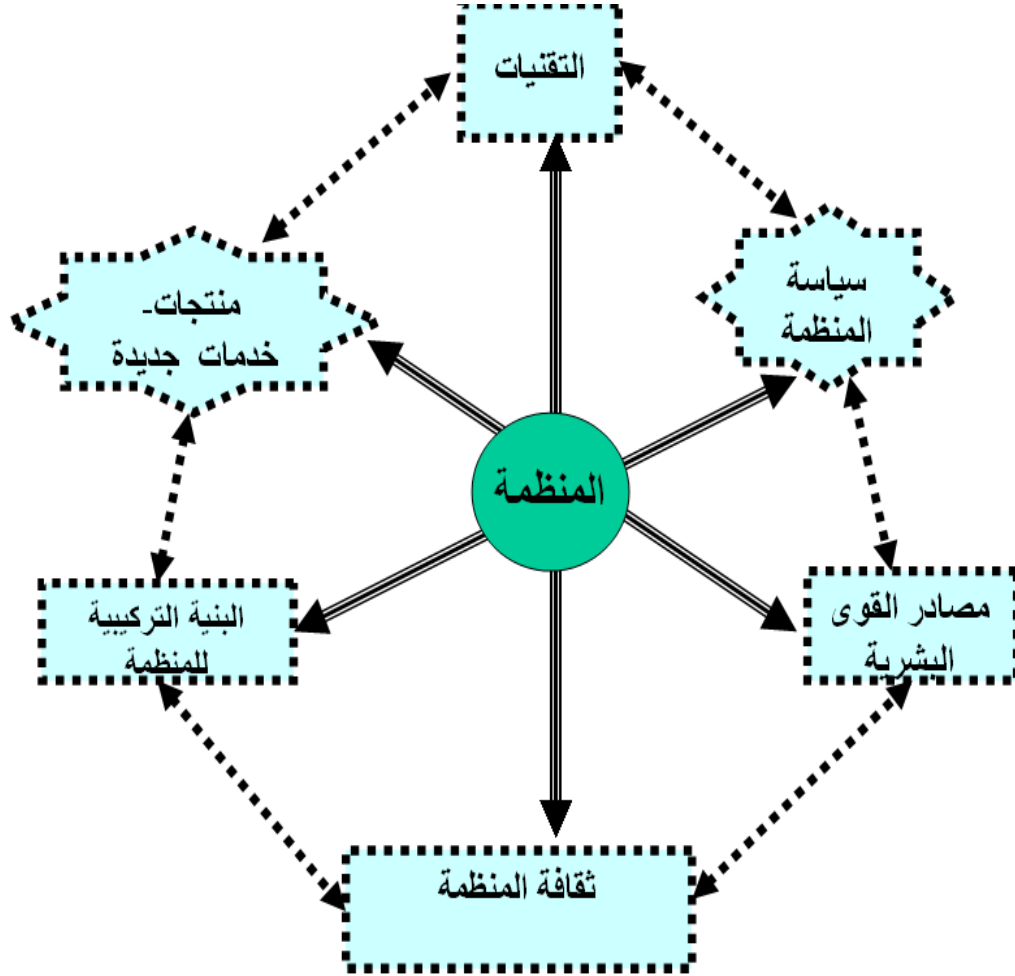 التقنيات
سياسة
المنظمة
منتجات-
خدمات جديدة
المنظمة
مصادر القوى
البشرية
البنية التركيبية
للمنظمة
ثقافة المنظمة